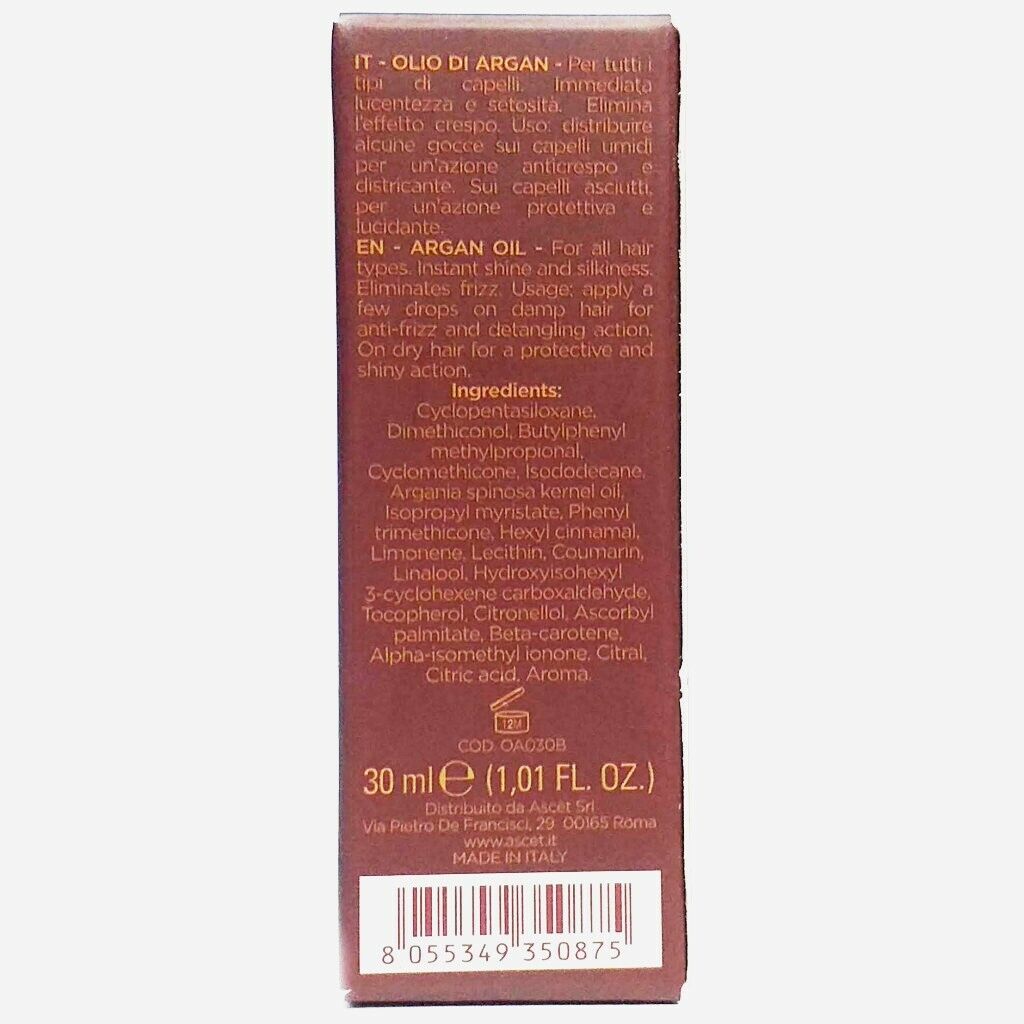 IT - OLIO DI ARGAN - Per tutti i
tipi di capelli. Immediata
lucentezza e setosità. Elimina
l'effetto crespo. Uso: distribuire
alcune gocce sui capelli umidi
per un'azione anticrespo e
districante. Sui capelli asciutti,
per un'azione protettiva e
lucidante.
EN - ARGAN OIL - For all hair
types. Instant shine and silkiness.
Eliminates frizz. Usage: apply a
few drops on damp hair for
anti-frizz and detangling action.
On dry hair for a protective and
shiny action.
Ingredients:
Cyclopentasiloxane,
Dimethiconol, Butylphenyl
methylpropional,
Cyclomethicone, Isododecane,
Argania spinosa kernel oil,
Isopropyl myristate, Phenyl
trimethicone, Hexyl cinnamal,
Limonene, Lecithin, Coumarin,
Linalool, Hydroxyisohexyl
3-cyclohexene carboxaldehyde,
Tocopherol, Citronellol, Ascorbyl
palmitate, Beta-carotene,
Alpha-isomethyl ionone, Citral,
Citric acid, Aroma.
12M
COD. OA030B
30 ml e (1,01 FL. OZ.)
Distribuito da Ascèt Srl
Via Pietro De Francisci, 29 00165 Roma
www.ascet.it
MADE IN ITALY
8 055349 350875